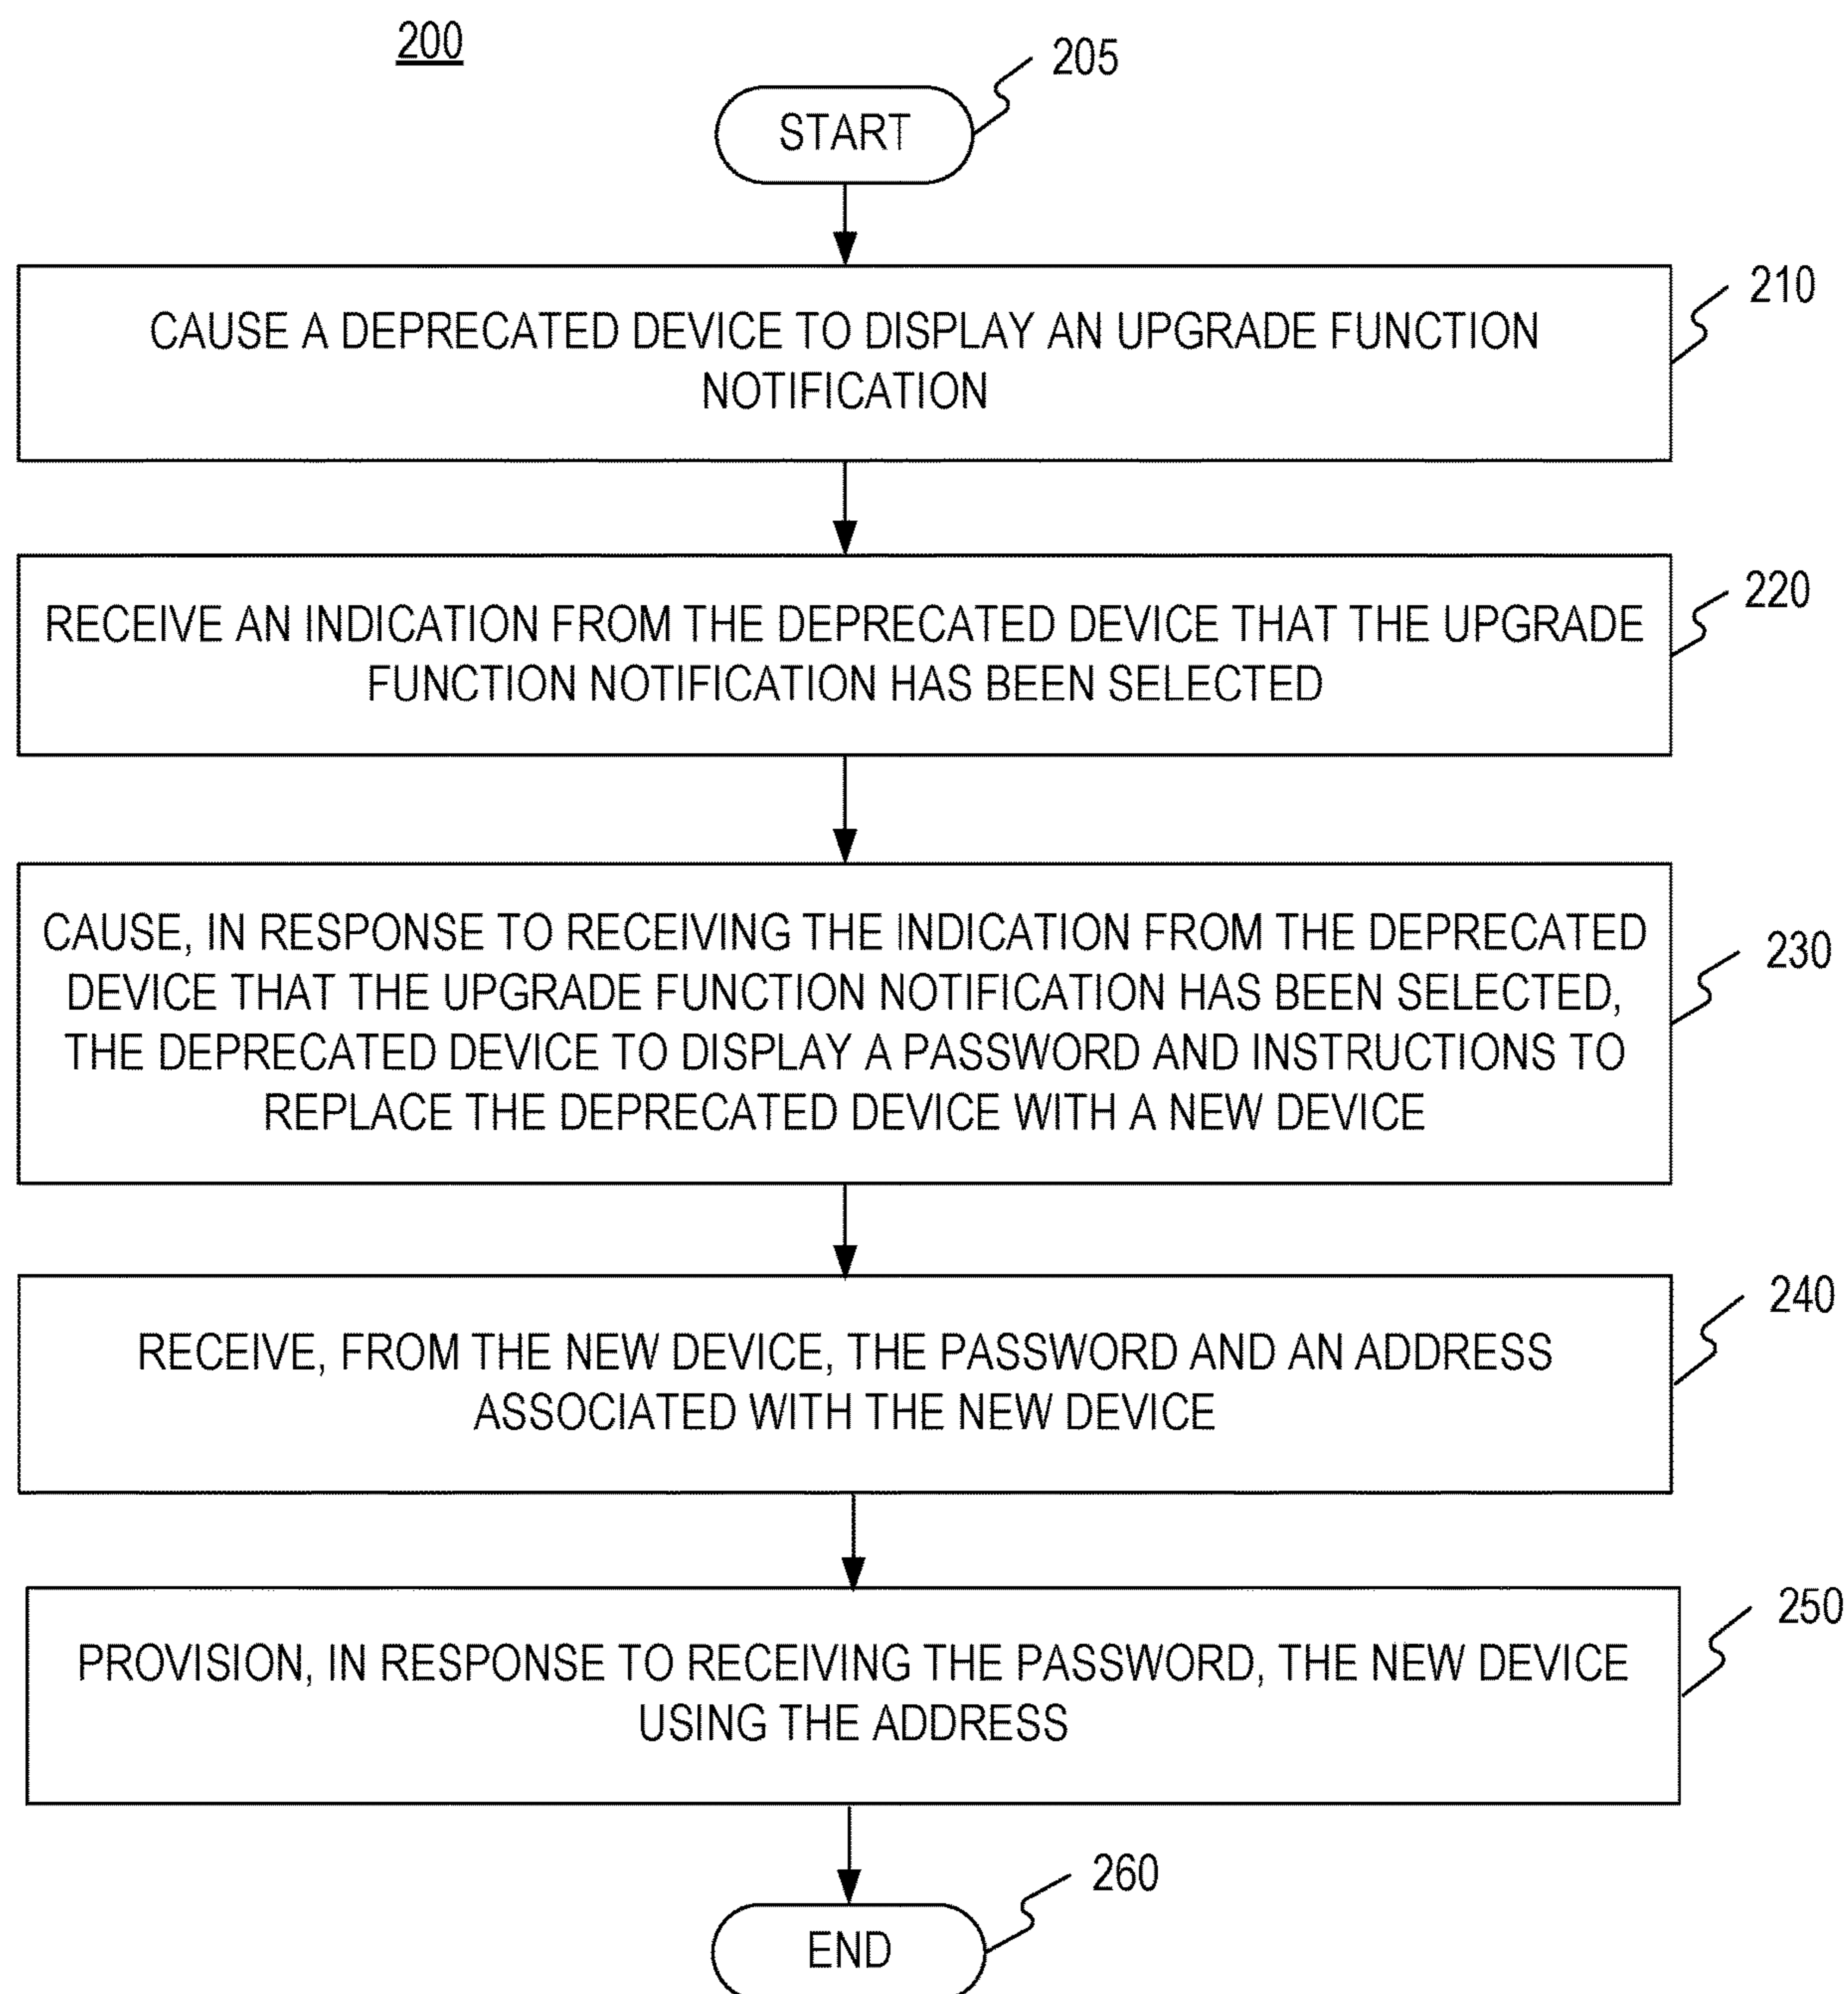 200
205
START
210
CAUSE A DEPRECATED DEVICE TO DISPLAY AN UPGRADE FUNCTION
NOTIFICATION
220
RECEIVE AN INDICATION FROM THE DEPRECATED DEVICE THAT THE UPGRADE
FUNCTION NOTIFICATION HAS BEEN SELECTED
230
CAUSE, IN RESPONSE TO RECEIVING THE INDICATION FROM THE DEPRECATED
DEVICE THAT THE UPGRADE FUNCTION NOTIFICATION HAS BEEN SELECTED,
THE DEPRECATED DEVICE TO DISPLAY A PASSWORD AND INSTRUCTIONS TO
REPLACE THE DEPRECATED DEVICE WITH A NEW DEVICE
240
RECEIVE, FROM THE NEW DEVICE, THE PASSWORD AND AN ADDRESS
ASSOCIATED WITH THE NEW DEVICE
250
PROVISION, IN RESPONSE TO RECEIVING THE PASSWORD, THE NEW DEVICE
USING THE ADDRESS
260
END